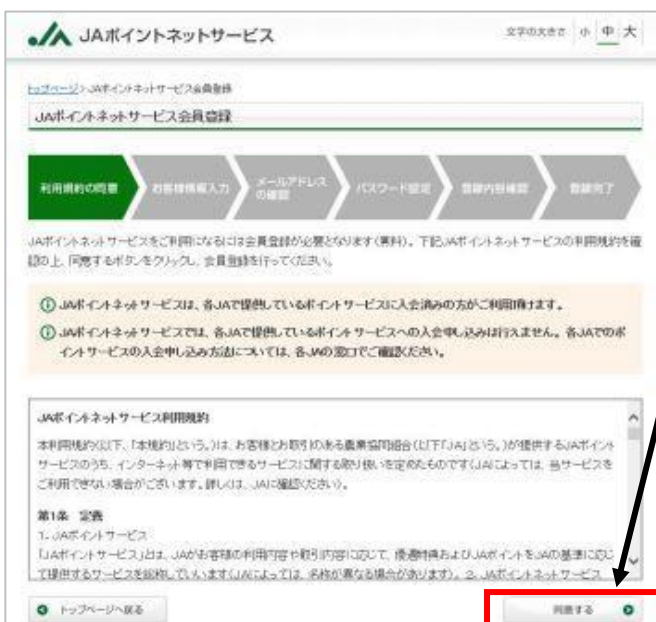 JAポイントネットサービス
文字の大きさ 小 中 大
トップページ>JAポイントネットサービス会員登録
JAポイントネットサービス会員登録
利用規約の同意
お客様情報入力
メールアドレス
の確認
パスワード設定
登録内容確認
登録完了
JAポイントネットサービスをご利用になるには会員登録が必要となります(無料)。下記JAポイントネットサービスの利用規約を確
認の上、同意するボタンをクリックし、会員登録を行ってください。
JAポイントネットサービスは、各JAで提供しているポイントサービスに入会済みの方がご利用頂けます。
JAポイントネットサービスでは、各JAで提供しているポイントサービスへの入会申し込みは行えません。各JAでのポ
イントサービスの入会申し込み方法については、各JAの窓口でご確認ください。
JAポイントネットサービス利用規約
本利用規約(以下、「本規約」という。)は、お客様とお取引のある農業協同組合(以下「JA」という。)が提供するJAポイント
サービスのうち、インターネット等で利用できるサービスに関する取り扱いを定めたものです(JAによっては、当サービスを
ご利用できない場合がございます。詳しくは、JAに確認ください)。
第1条 定義
1. JAポイントサービス
「JAポイントサービス」とは、JAがお客様の利用内容や取引内容に応じて、優遇特典およびJAポイントをJAの基準に応じ
て提供するサービスを総称していいます(JAによっては、名称が異なる場合があります)。2. JAポイントネットサービス
トップページへ戻る
同意する